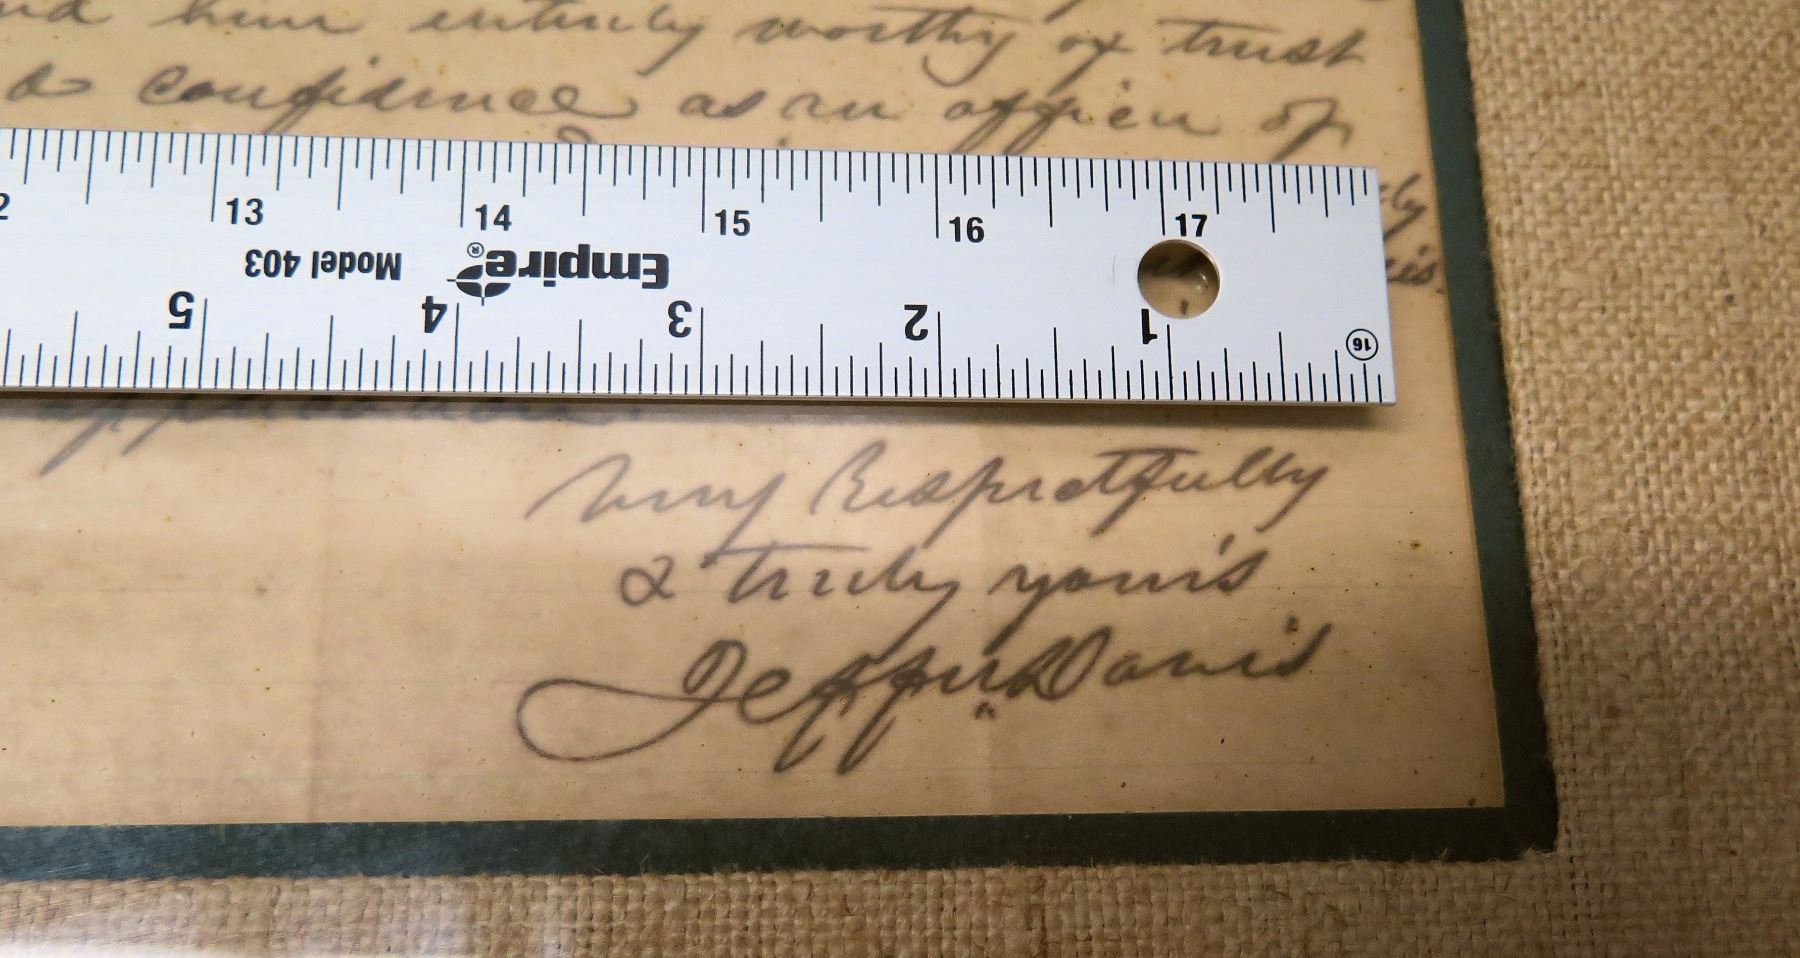 him entirely worthy of trust
confidence as an officer of
13 14 15 16 17
Model 403 Empire®
5 4 3 2 1 16
Very Respectfully
& truly yours
Jeffn Davis